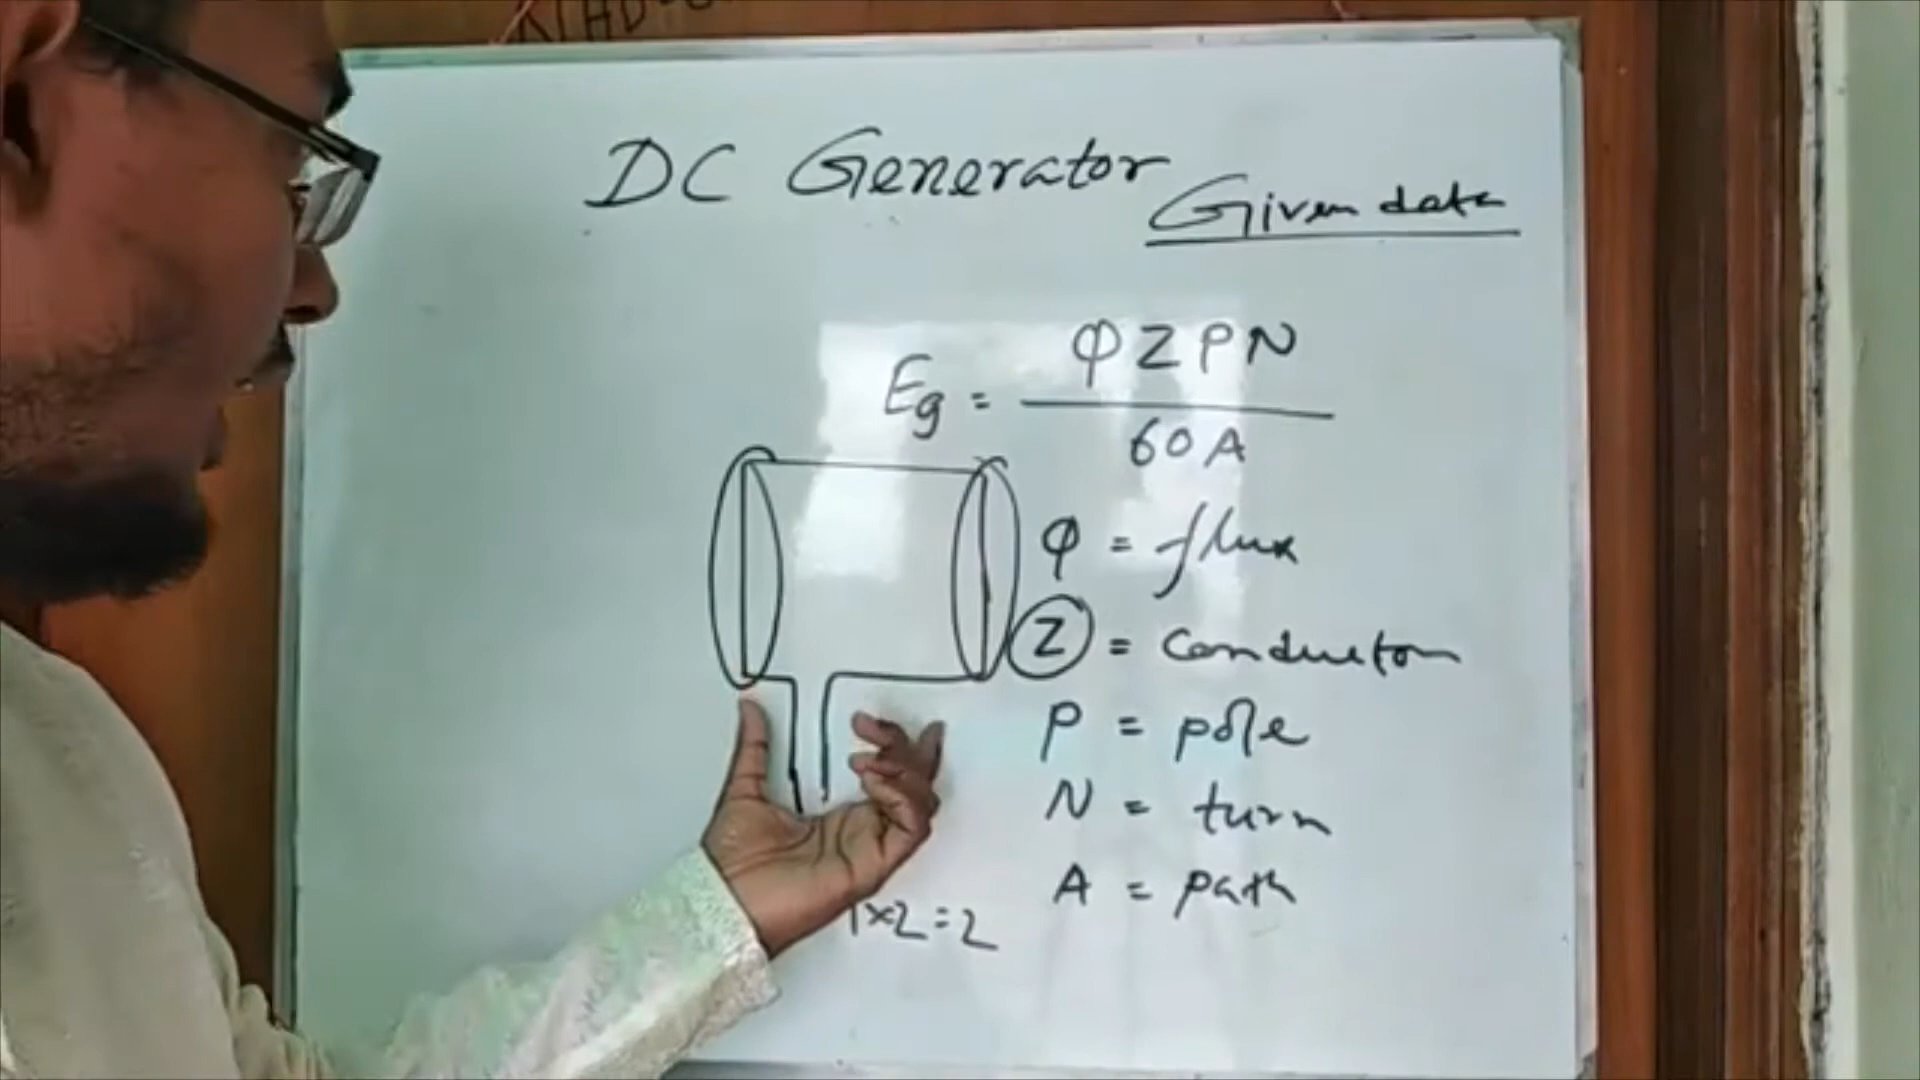 DC Generator
Given data
Eg = φZPN / 60A
φ = flux
Z = Conductor
P = pole
N = turn
A = path
1×2=2